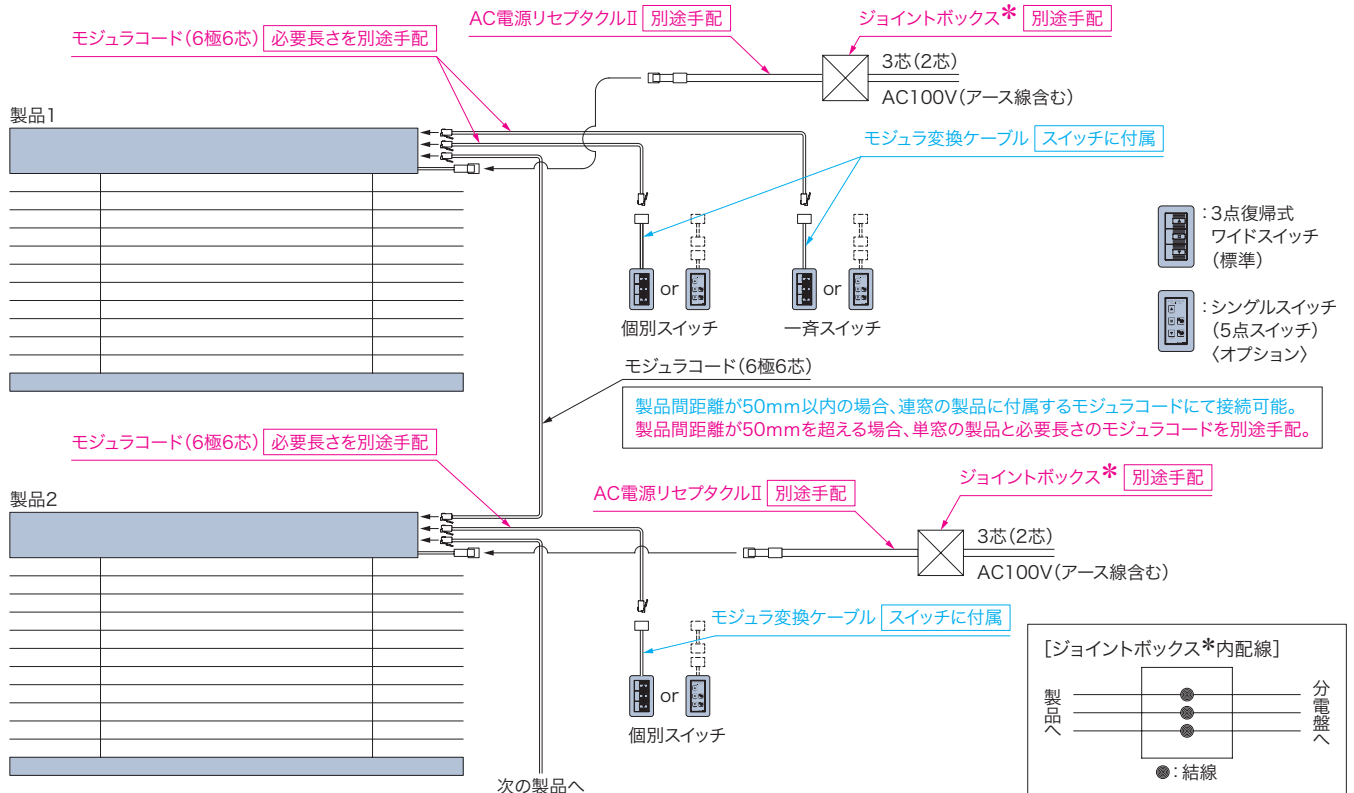 AC電源リセプタクルⅡ 別途手配
ジョイントボックス* 別途手配
モジュラコード(6極6芯) 必要長さを別途手配
3芯(2芯)
AC100V(アース線含む)
製品1
モジュラ変換ケーブル スイッチに付属
:3点復帰式
ワイドスイッチ
(標準)
or
or
個別スイッチ
一斉スイッチ
:シングルスイッチ
(5点スイッチ)
〈オプション〉
モジュラコード(6極6芯)
製品間距離が50mm以内の場合、連窓の製品に付属するモジュラコードにて接続可能。
製品間距離が50mmを超える場合、単窓の製品と必要長さのモジュラコードを別途手配。
モジュラコード(6極6芯) 必要長さを別途手配
ジョイントボックス* 別途手配
AC電源リセプタクルⅡ 別途手配
製品2
3芯(2芯)
AC100V(アース線含む)
モジュラ変換ケーブル スイッチに付属
or
個別スイッチ
次の製品へ
[ジョイントボックス*内配線]
製品へ
分電盤へ
:結線